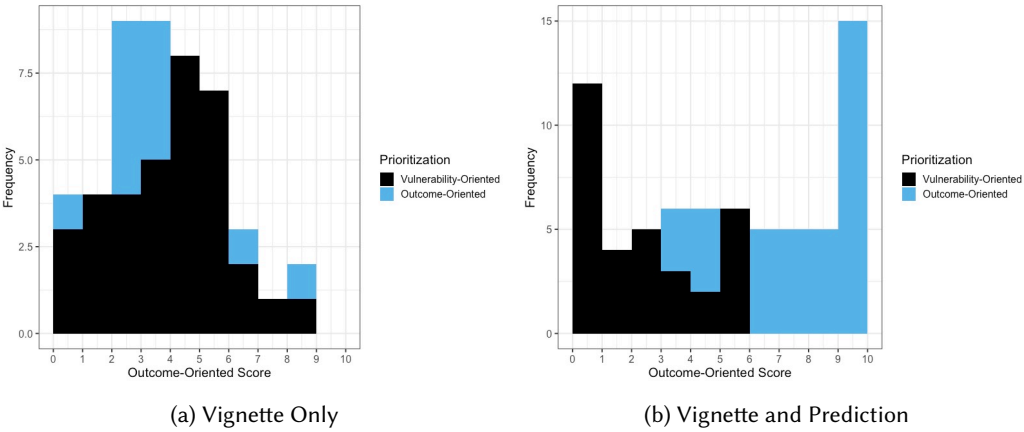 7.5
5.0
2.5
0.0
Frequency
0 1 2 3 4 5 6 7 8 9 10
Outcome-Oriented Score
Prioritization
Vulnerability-Oriented
Outcome-Oriented
(a) Vignette Only
15
10
5
0
Frequency
0 1 2 3 4 5 6 7 8 9 10
Outcome-Oriented Score
Prioritization
Vulnerability-Oriented
Outcome-Oriented
(b) Vignette and Prediction